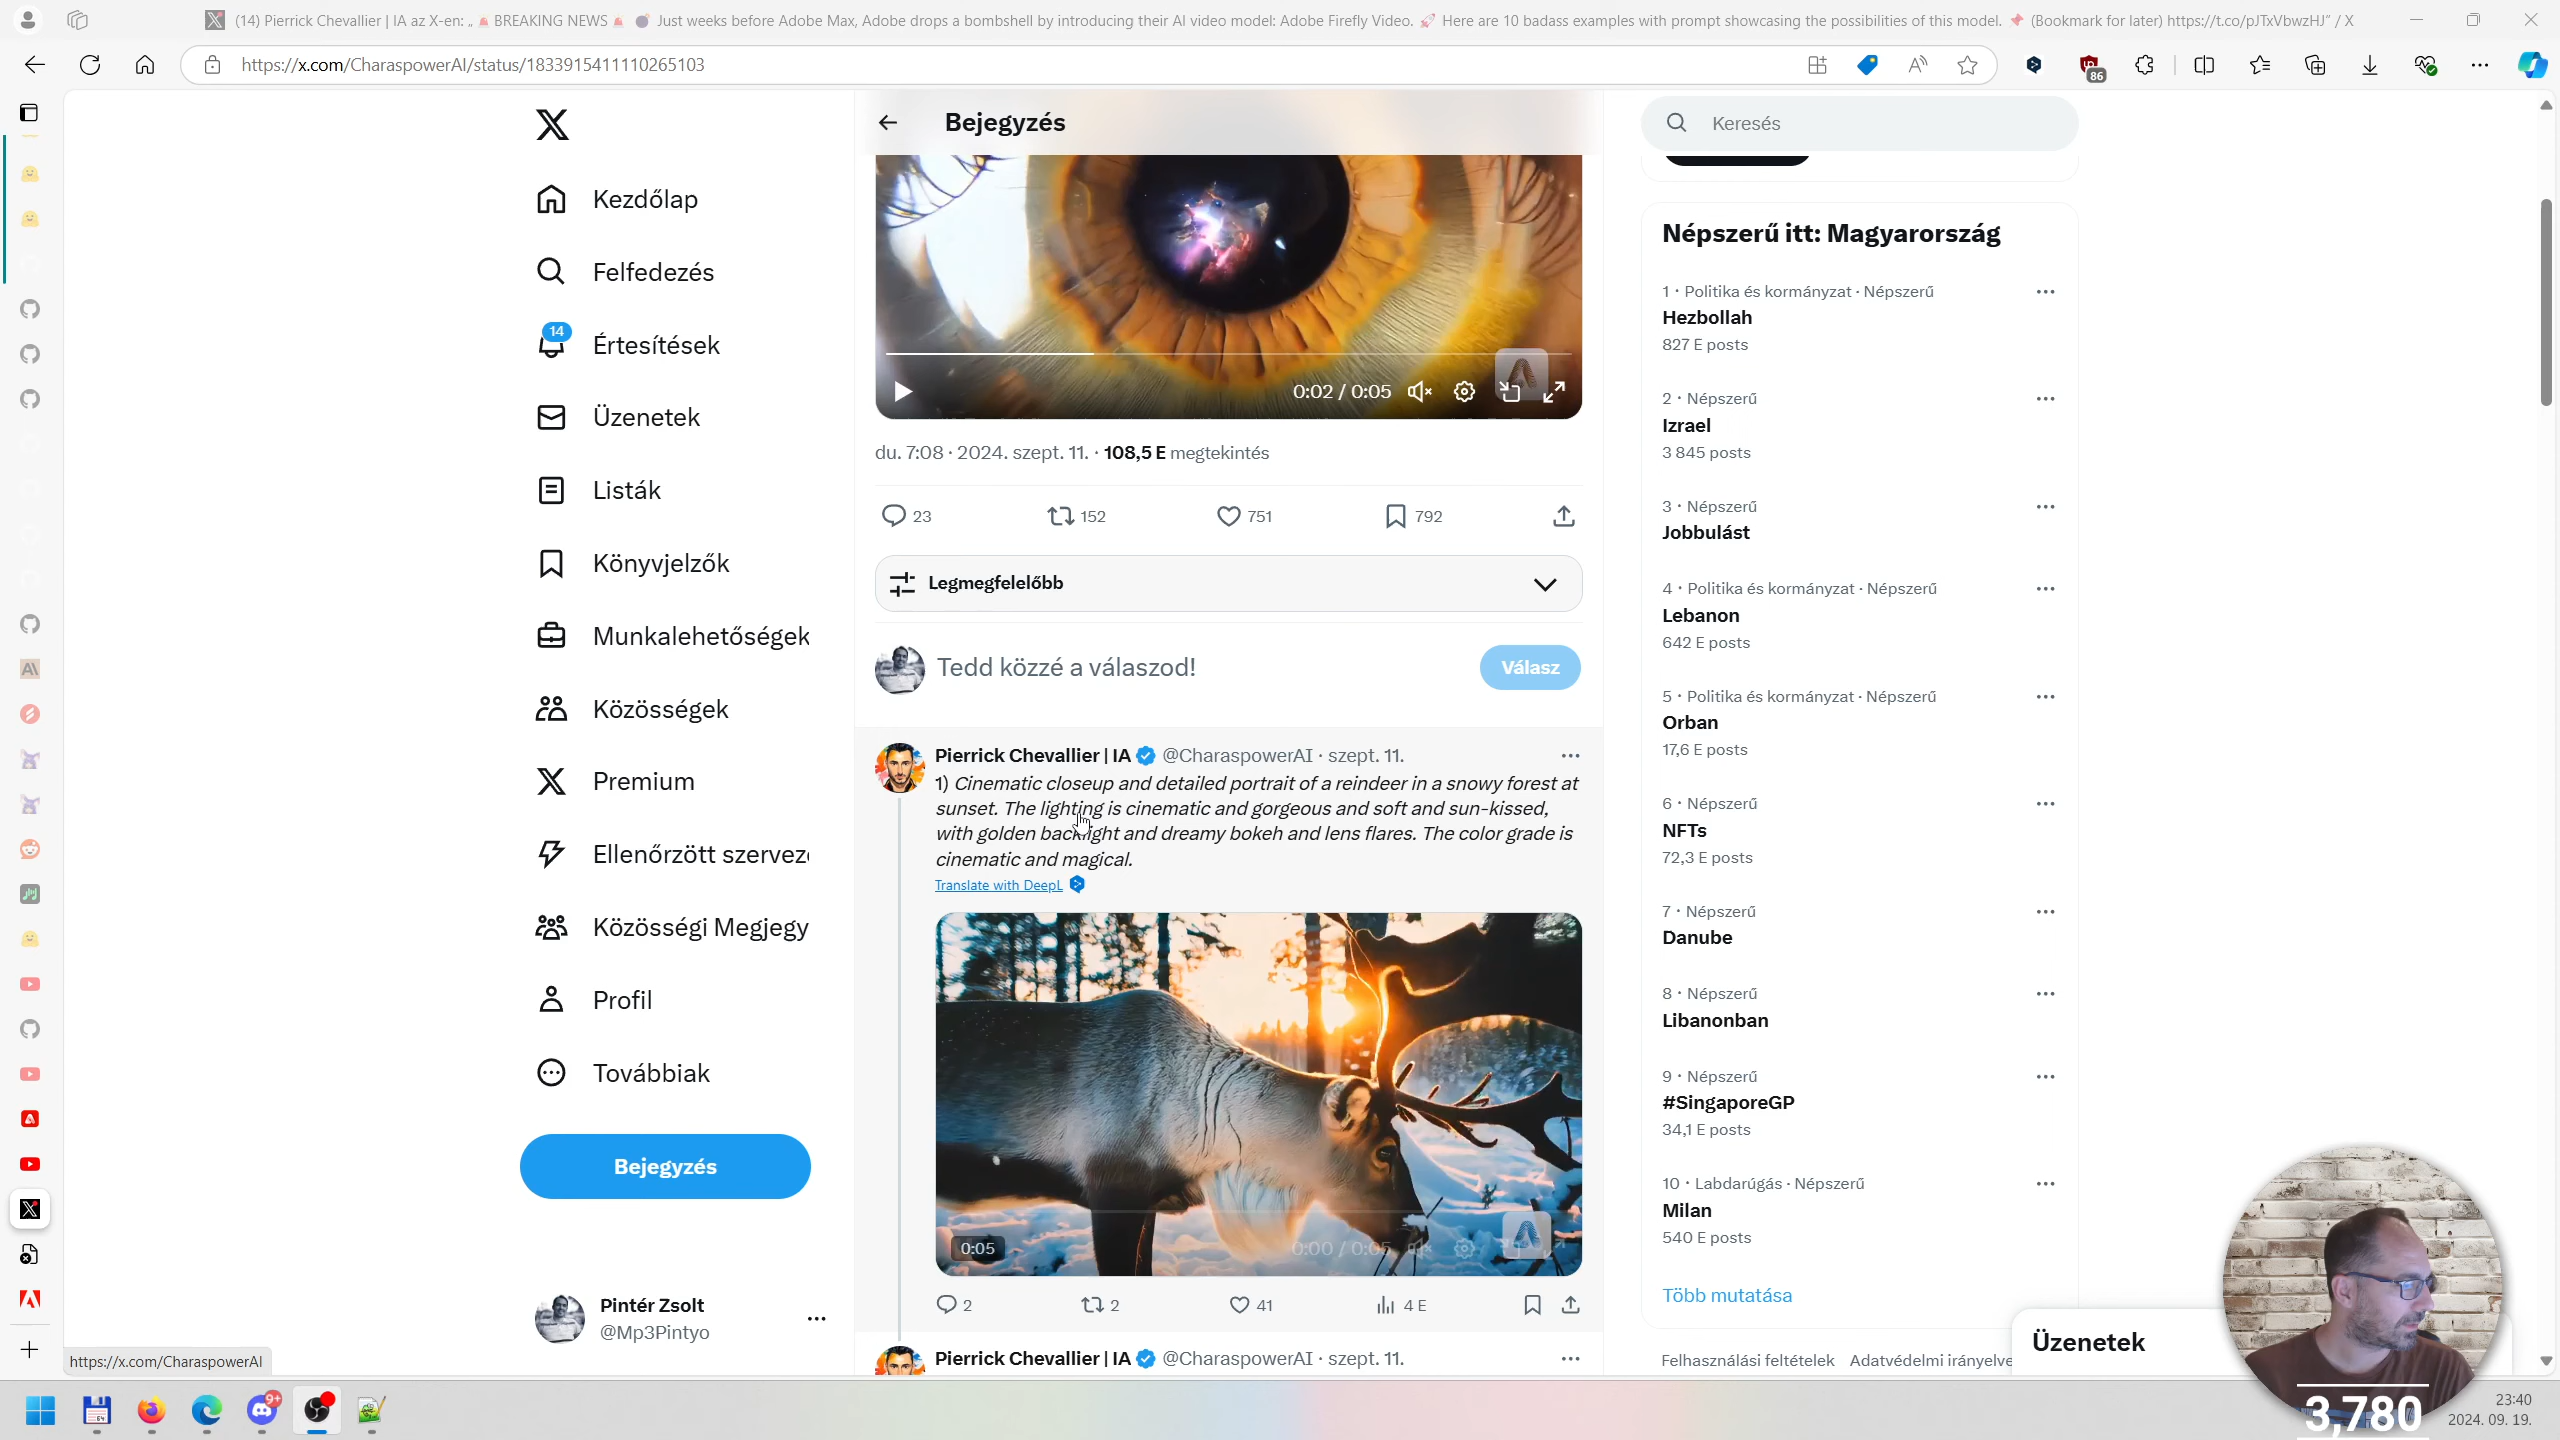 (14) Pierrick Chevallier | IA az X-en: „🚨 BREAKING NEWS 🚨 Just weeks before Adobe Max, Adobe drops a bombshell by introducing their AI video model: Adobe Firefly Video. 🚀 Here are 10 badass examples with prompt showcasing the possibilities of this model. 📌 (Bookmark for later) https://t.co/pJTxVbwzHJ” / X
https://x.com/CharaspowerAI/status/1833915411110265103
86
Kezdőlap
Felfedezés
14
Értesítések
Üzenetek
Listák
Könyvjelzők
Munkalehetőségek
Közösségek
Premium
Ellenőrzött szerveze
Közösségi Megjegy
Profil
Továbbiak
Bejegyzés
Pintér Zsolt
@Mp3Pintyo
https://x.com/CharaspowerAI
Bejegyzés
0:02 / 0:05
du. 7:08 · 2024. szept. 11. · 108,5 E megtekintés
23 152 751 792
Legmegfelelőbb
Tedd közzé a válaszod!
Válasz
Pierrick Chevallier | IA @CharaspowerAI · szept. 11.
1) Cinematic closeup and detailed portrait of a reindeer in a snowy forest at
sunset. The lighting is cinematic and gorgeous and soft and sun-kissed,
with golden backlight and dreamy bokeh and lens flares. The color grade is
cinematic and magical.
Translate with DeepL
0:05
0:00 / 0:05
2 2 41 4 E
Pierrick Chevallier | IA @CharaspowerAI · szept. 11.
Keresés
Népszerű itt: Magyarország
1 · Politika és kormányzat · Népszerű
Hezbollah
827 E posts
2 · Népszerű
Izrael
3 845 posts
3 · Népszerű
Jobbulást
4 · Politika és kormányzat · Népszerű
Lebanon
642 E posts
5 · Politika és kormányzat · Népszerű
Orban
17,6 E posts
6 · Népszerű
NFTs
72,3 E posts
7 · Népszerű
Danube
8 · Népszerű
Libanonban
9 · Népszerű
#SingaporeGP
34,1 E posts
10 · Labdarúgás · Népszerű
Milan
540 E posts
Több mutatása
Felhasználási feltételek Adatvédelmi irányelve
Üzenetek
9+
3,780
23:40
2024. 09. 19.